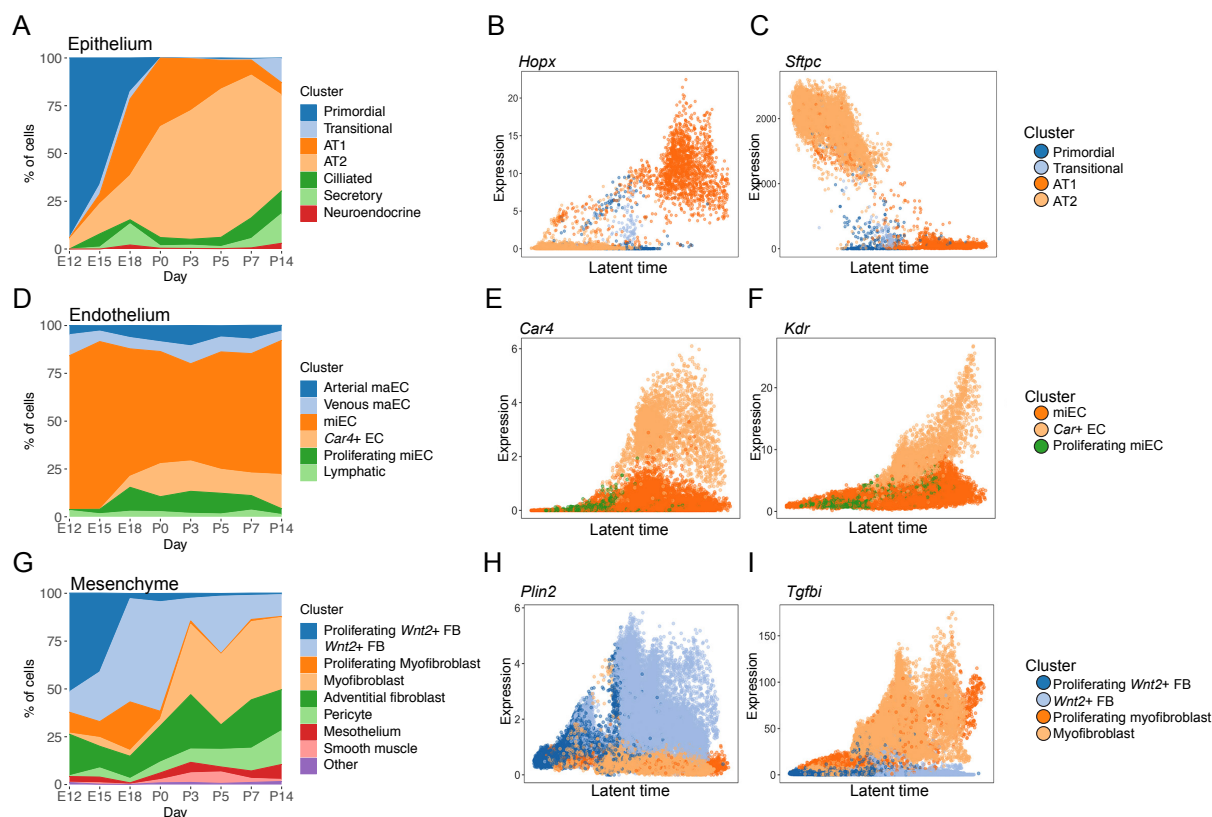 A
Epithelium
100
75
50
25
0
% of cells
E12 E15 E18 P0 P3 P5 P7 P14
Day
Cluster
Primordial
Transitional
AT1
AT2
Cilliated
Secretory
Neuroendocrine
B
Hopx
20
15
10
5
0
Expression
Latent time
C
Sftpc
2000
1000
0
Expression
Latent time
Cluster
Primordial
Transitional
AT1
AT2
D
Endothelium
100
75
50
25
0
% of cells
E12 E15 E18 P0 P3 P5 P7 P14
Day
Cluster
Arterial maEC
Venous maEC
miEC
Car4+ EC
Proliferating miEC
Lymphatic
E
Car4
6
4
2
0
Expression
Latent time
F
Kdr
20
10
0
Expression
Latent time
Cluster
miEC
Car+ EC
Proliferating miEC
G
Mesenchyme
100
75
50
25
0
% of cells
E12 E15 E18 P0 P3 P5 P7 P14
Day
Cluster
Proliferating Wnt2+ FB
Wnt2+ FB
Proliferating Myofibroblast
Myofibroblast
Adventitial fibroblast
Pericyte
Mesothelium
Smooth muscle
Other
H
Plin2
6
4
2
0
Expression
Latent time
I
Tgfbi
150
100
50
0
Expression
Latent time
Cluster
Proliferating Wnt2+ FB
Wnt2+ FB
Proliferating myofibroblast
Myofibroblast